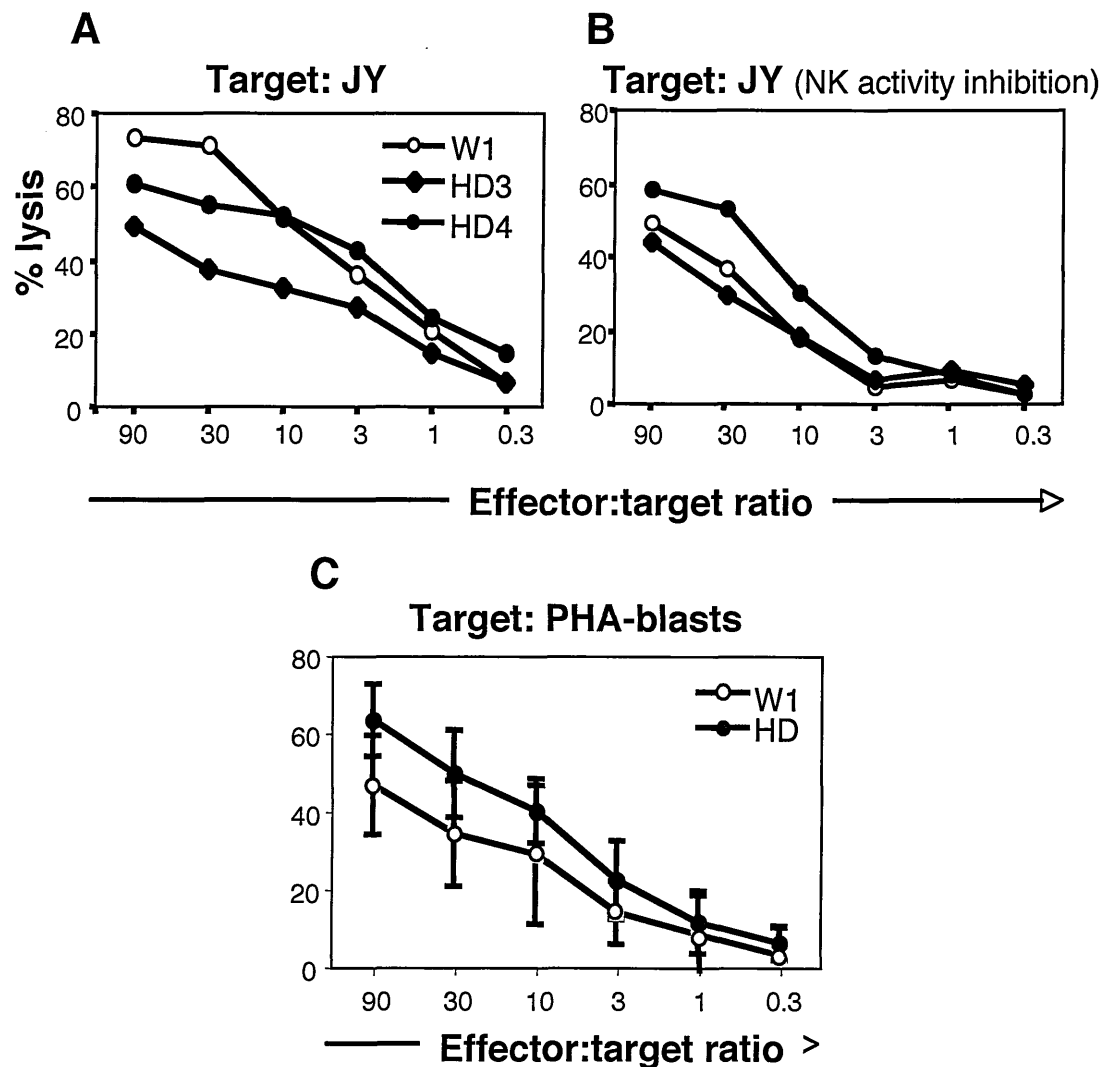 A
Target: JY
% lysis
80
60
40
20
0
W1
HD3
HD4
90 30 10 3 1 0.3
B
Target: JY (NK activity inhibition)
80
60
40
20
0
90 30 10 3 1 0.3
Effector:target ratio
C
Target: PHA-blasts
80
60
40
20
0
W1
HD
90 30 10 3 1 0.3
Effector:target ratio >